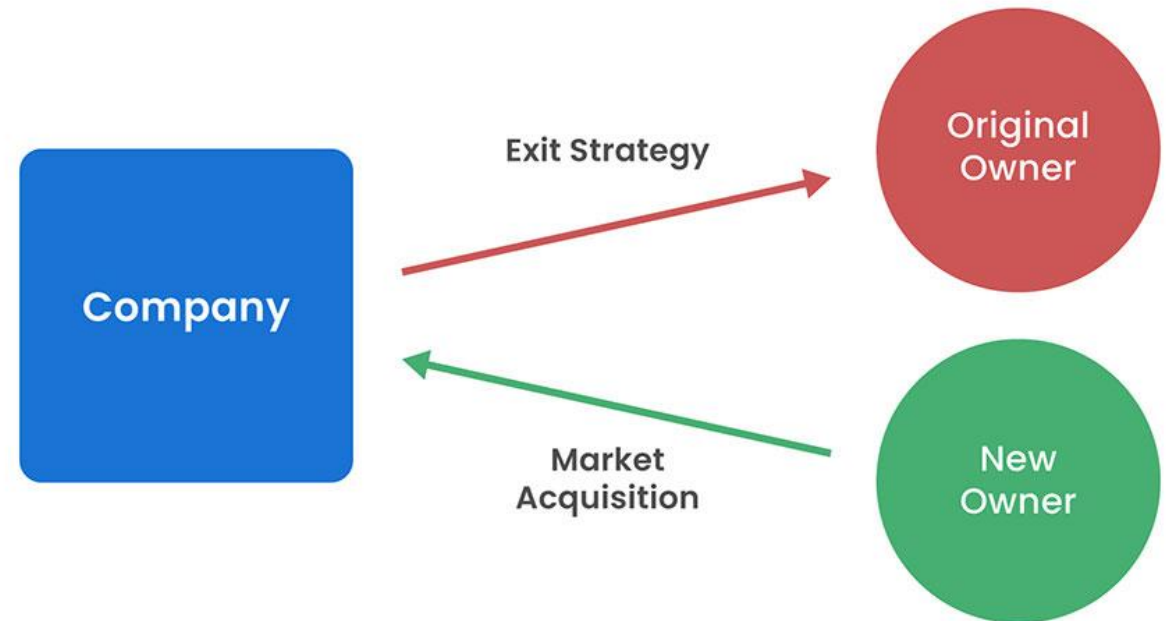 Company
Exit Strategy
Original
Owner
Market
Acquisition
New
Owner